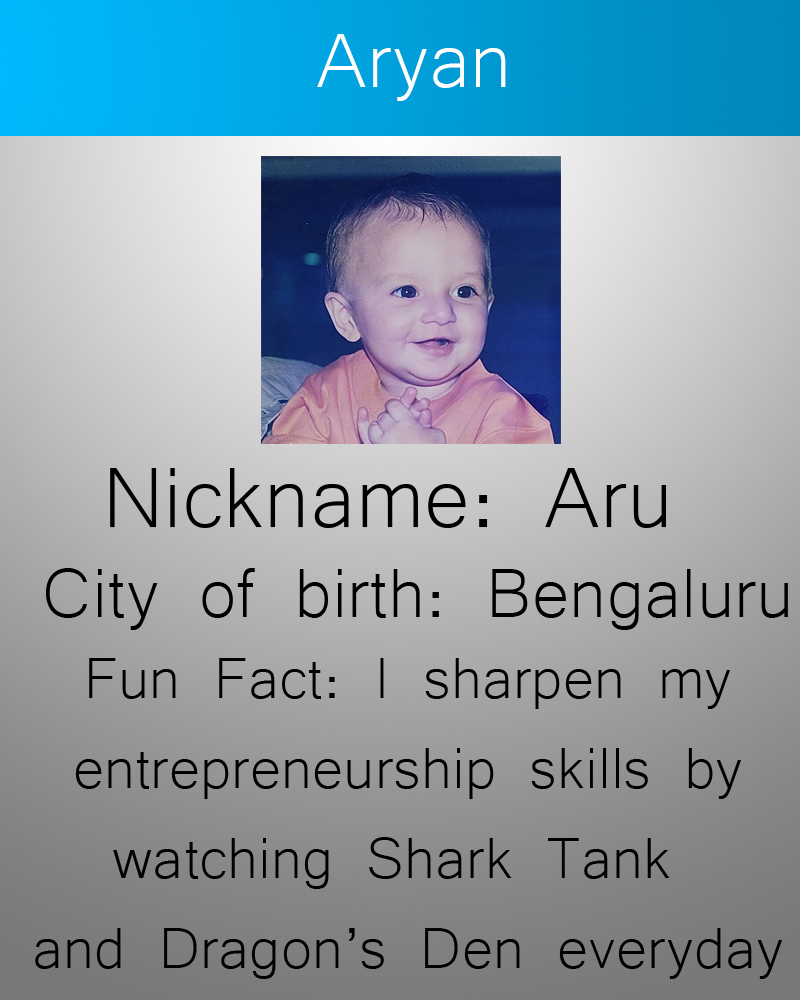 Aryan
Nickname: Aru
City of birth: Bengaluru
Fun Fact: I sharpen my
entrepreneurship skills by
watching Shark Tank
and Dragon’s Den everyday